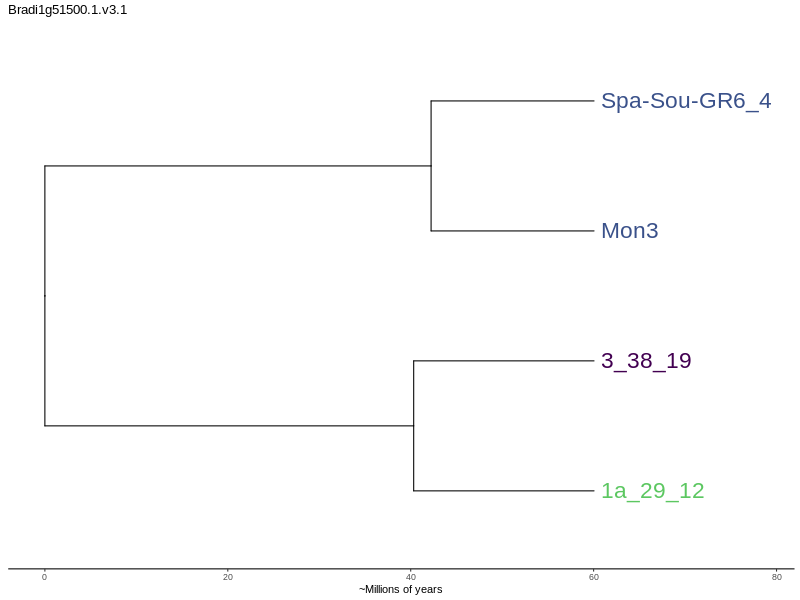 Bradi1g51500.1.v3.1
Spa-Sou-GR6_4
Mon3
3_38_19
1a_29_12
0 20 40 60 80
~Millions of years